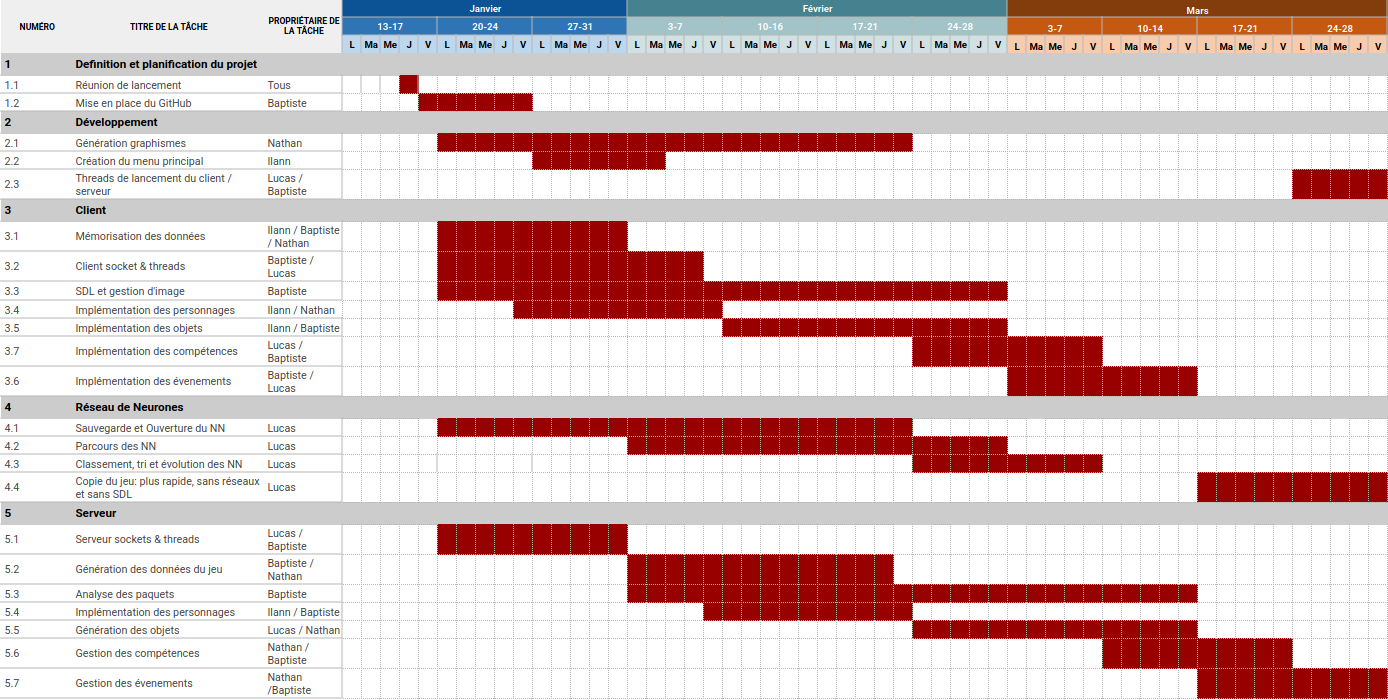 NUMÉRO TITRE DE LA TÂCHE PROPRIÉTAIRE DE LA TÂCHE Janvier Février Mars
13-17 20-24 27-31 3-7 10-16 17-21 24-28 3-7 10-14 17-21 24-28
L Ma Me J V L Ma Me J V L Ma Me J V L Ma Me J V L Ma Me J V L Ma Me J V L Ma Me J V L Ma Me J V L Ma Me J V L Ma Me J V L Ma Me J V
1 Definition et planification du projet
1.1 Réunion de lancement Tous
1.2 Mise en place du GitHub Baptiste
2 Développement
2.1 Génération graphismes Nathan
2.2 Création du menu principal Ilann
2.3 Threads de lancement du client / serveur Lucas / Baptiste
3 Client
3.1 Mémorisation des données Ilann / Baptiste / Nathan
3.2 Client socket & threads Baptiste / Lucas
3.3 SDL et gestion d'image Baptiste
3.4 Implémentation des personnages Ilann / Nathan
3.5 Implémentation des objets Ilann / Baptiste
3.7 Implémentation des compétences Lucas / Baptiste
3.6 Implémentation des évenements Baptiste / Lucas
4 Réseau de Neurones
4.1 Sauvegarde et Ouverture du NN Lucas
4.2 Parcours des NN Lucas
4.3 Classement, tri et évolution des NN Lucas
4.4 Copie du jeu: plus rapide, sans réseaux et sans SDL Lucas
5 Serveur
5.1 Serveur sockets & threads Lucas / Baptiste
5.2 Génération des données du jeu Baptiste / Nathan
5.3 Analyse des paquets Baptiste
5.4 Implémentation des personnages Ilann / Baptiste
5.5 Génération des objets Lucas / Nathan
5.6 Gestion des compétences Nathan / Baptiste
5.7 Gestion des évenements Nathan /Baptiste